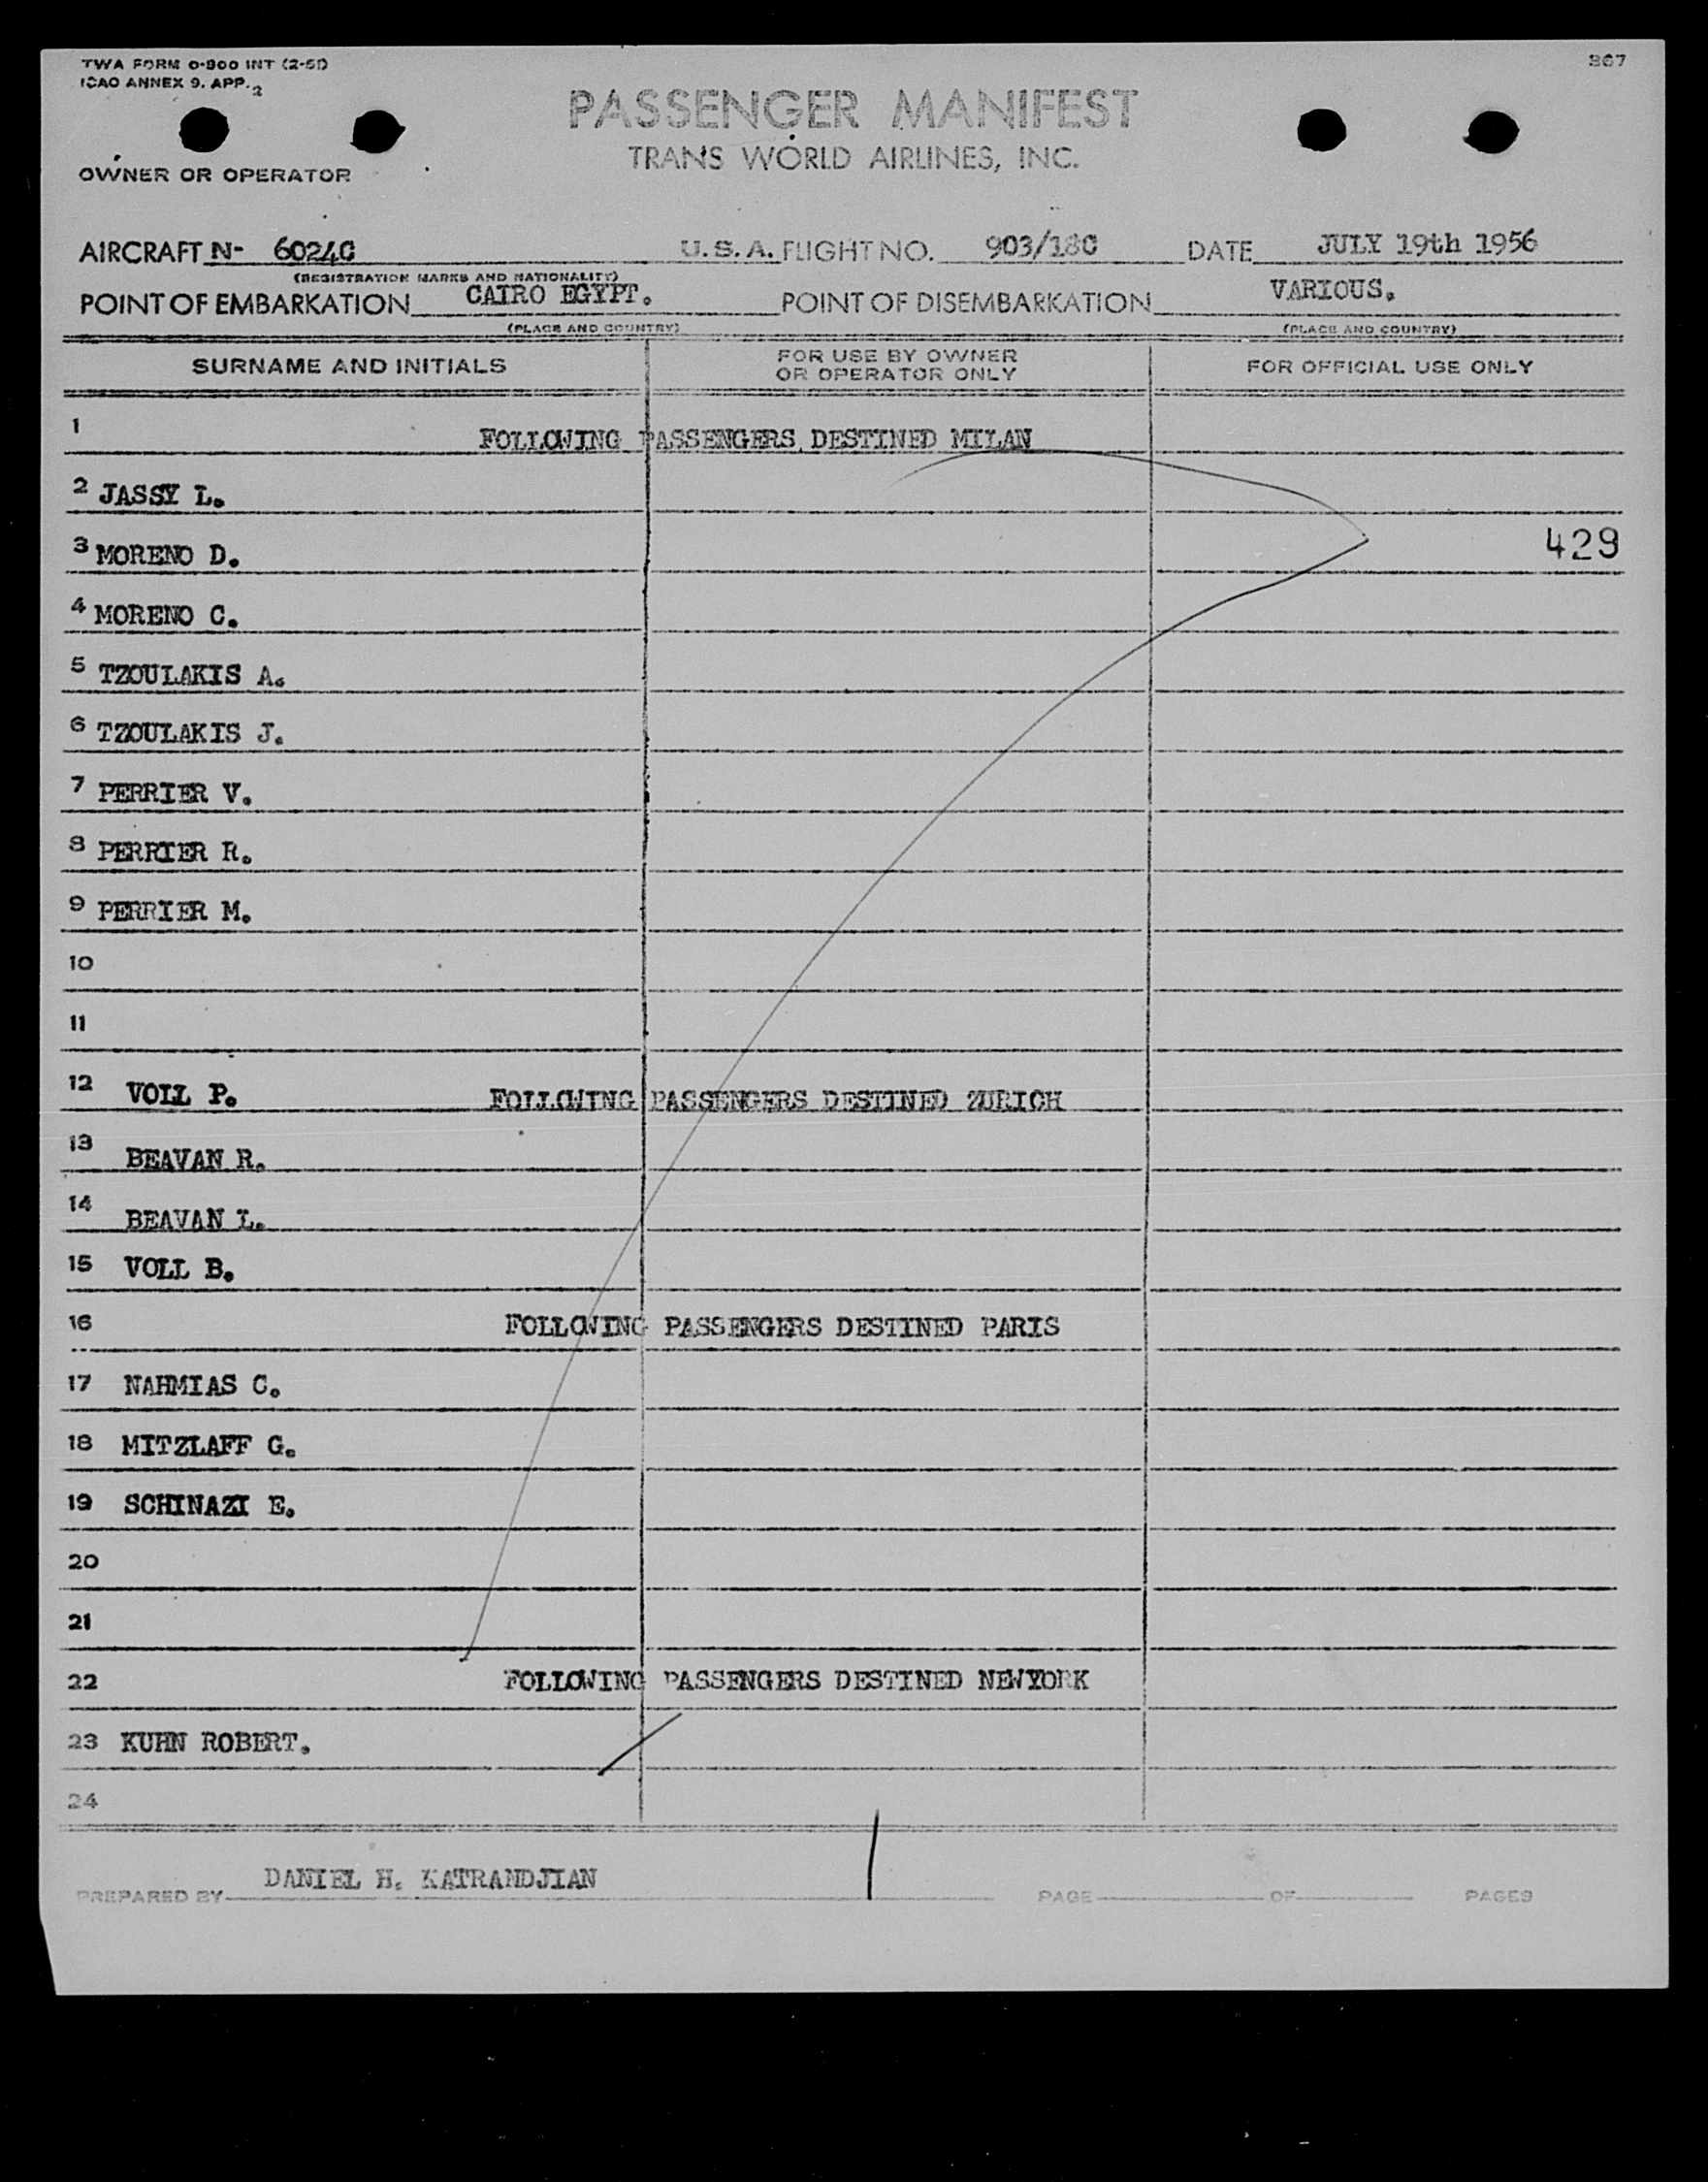 TWA FORM 0-800 INT (2-51)
367
ICAO ANNEX 9. APP. 2
PASSENGER MANIFEST
TRANS WORLD AIRLINES, INC.
OWNER OR OPERATOR
AIRCRAFT N- 6024C U.S.A. FLIGHT NO. 903/18C DATE JULY 19th 1956
(REGISTRATION MARKS AND NATIONALITY)
POINT OF EMBARKATION CAIRO EGYPT. POINT OF DISEMBARKATION VARIOUS.
(PLACE AND COUNTRY) (PLACE AND COUNTRY)
SURNAME AND INITIALS FOR USE BY OWNER OR OPERATOR ONLY FOR OFFICIAL USE ONLY
1 FOLLOWING PASSENGERS DESTINED MILAN
2 JASSY L.
3 MORENO D. 429
4 MORENO C.
5 TZOULAKIS A.
6 TZOULAKIS J.
7 PERRIER V.
8 PERRIER R.
9 PERRIER M.
10
11
12 VOLL P. FOLLOWING PASSENGERS DESTINED ZURICH
13 BEAVAN R.
14 BEAVAN L.
15 VOLL B.
16 FOLLOWING PASSENGERS DESTINED PARIS
17 NAHMIAS C.
18 MITZLAFF G.
19 SCHINAZI E.
20
21
22 FOLLOWING PASSENGERS DESTINED NEWYORK
23 KUHN ROBERT.
24
PREPARED BY DANIEL H. KATRANDJIAN PAGE OF PAGES